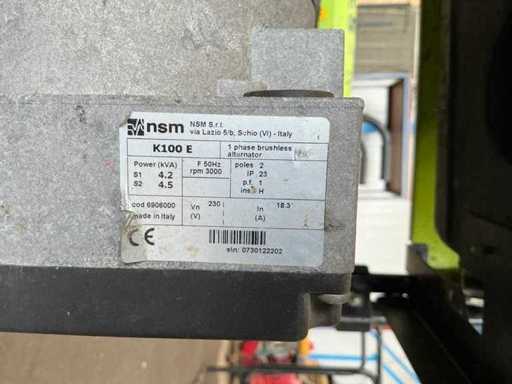 nsm
NSM S.r.l.
via Lazio 5/b, Schio (VI) - Italy
K100 E
1 phase brushless
alternator
Power (kVA)
S1 4.2
S2 4.5
F 50Hz
rpm 3000
poles 2
IP 23
p.f. 1
ins. H
cod 6906000
made in Italy
Vn 230
(V)
In 18.3
(A)
CE
s/n: 0730122202